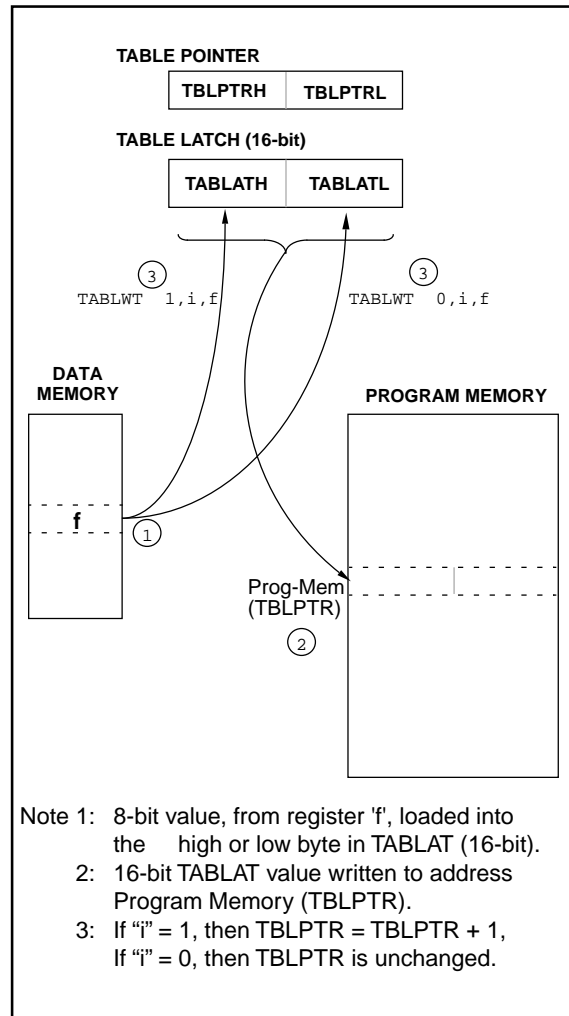 TABLE POINTER
TBLPTRH TBLPTRL
TABLE LATCH (16-bit)
TABLATH TABLATL
3 3
TABLWT 1,i,f TABLWT 0,i,f
DATA
MEMORY
PROGRAM MEMORY
f
1
Prog-Mem
(TBLPTR)
2
Note 1: 8-bit value, from register 'f', loaded into
the high or low byte in TABLAT (16-bit).
2: 16-bit TABLAT value written to address
Program Memory (TBLPTR).
3: If “i” = 1, then TBLPTR = TBLPTR + 1,
If “i” = 0, then TBLPTR is unchanged.